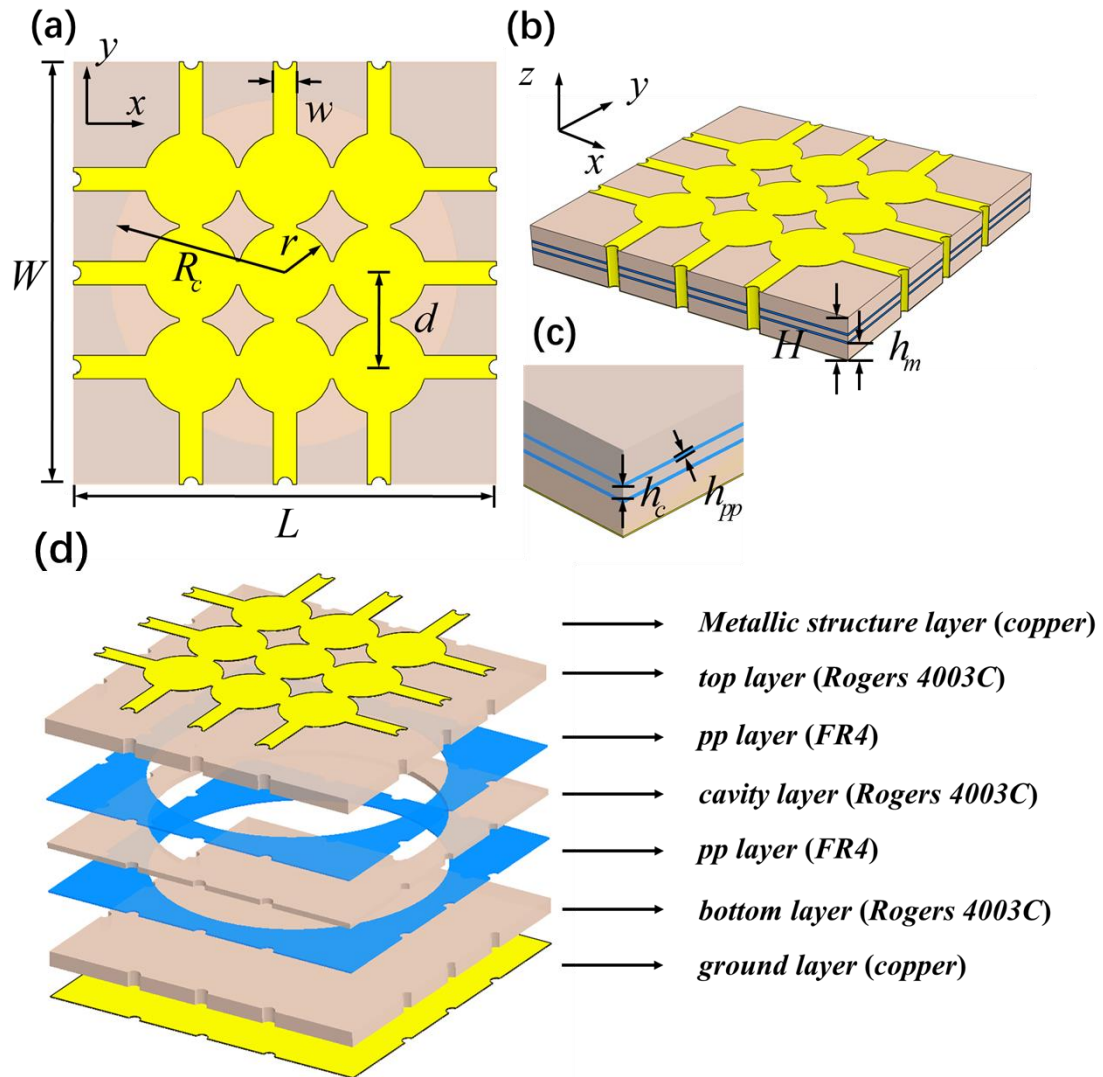 (a)
y
x
w
r
R_c
d
W
L
(b)
z
y
x
H
h_m
(c)
h_c
h_pp
(d)
Metallic structure layer (copper)
top layer (Rogers 4003C)
pp layer (FR4)
cavity layer (Rogers 4003C)
pp layer (FR4)
bottom layer (Rogers 4003C)
ground layer (copper)